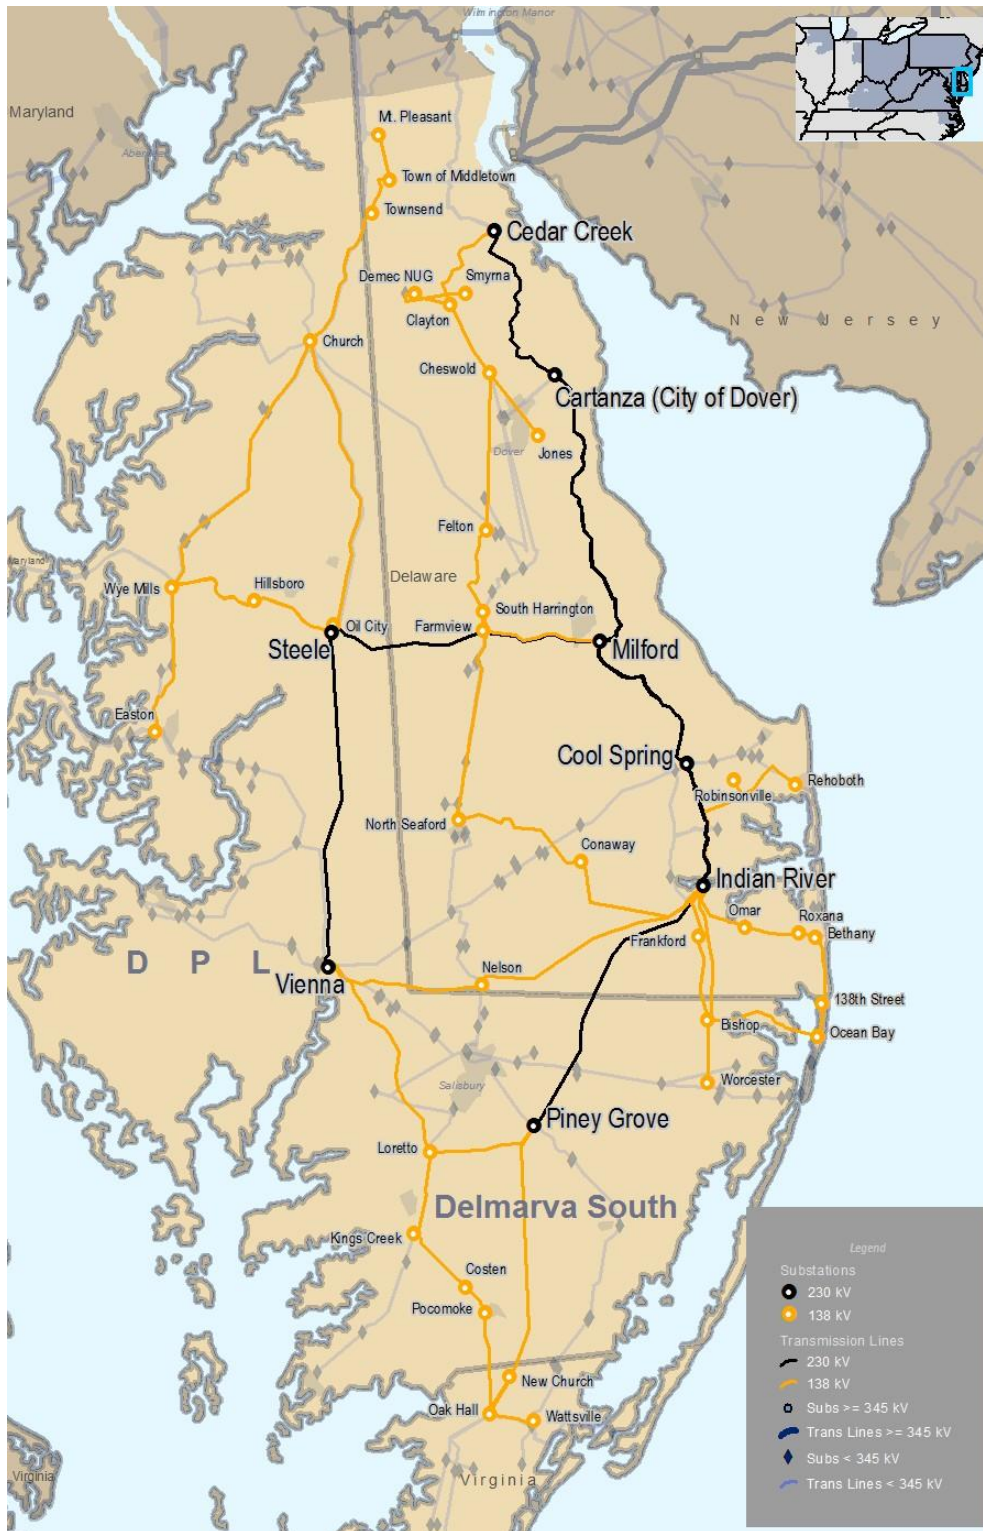 Wilmington Manor
Maryland
Mt. Pleasant
Town of Middletown
Townsend
Cedar Creek
Demec NUG
Smyrna
Clayton
New Jersey
Church
Cheswold
Cartanza (City of Dover)
Dover
Jones
Felton
Maryland
Delaware
Wye Mills
Hillsboro
South Harrington
Oil City
Farmview
Steele
Milford
Easton
Cool Spring
Rehoboth
Robinsonville
North Seaford
Conaway
Indian River
Omar
Roxana
Bethany
Frankford
D P L
Nelson
Vienna
138th Street
Bishop
Ocean Bay
Salisbury
Worcester
Piney Grove
Loretto
Delmarva South
Kings Creek
Costen
Pocomoke
New Church
Oak Hall
Wattsville
Virginia
Virginia
Legend
Substations
230 kV
138 kV
Transmission Lines
230 kV
138 kV
Subs >= 345 kV
Trans Lines >= 345 kV
Subs < 345 kV
Trans Lines < 345 kV